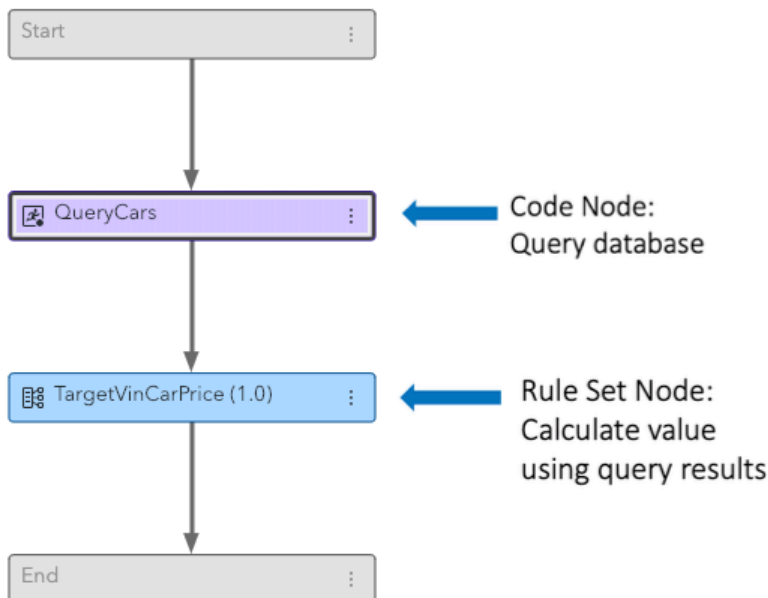 Start
QueryCars
Code Node:
Query database
TargetVinCarPrice (1.0)
Rule Set Node:
Calculate value
using query results
End